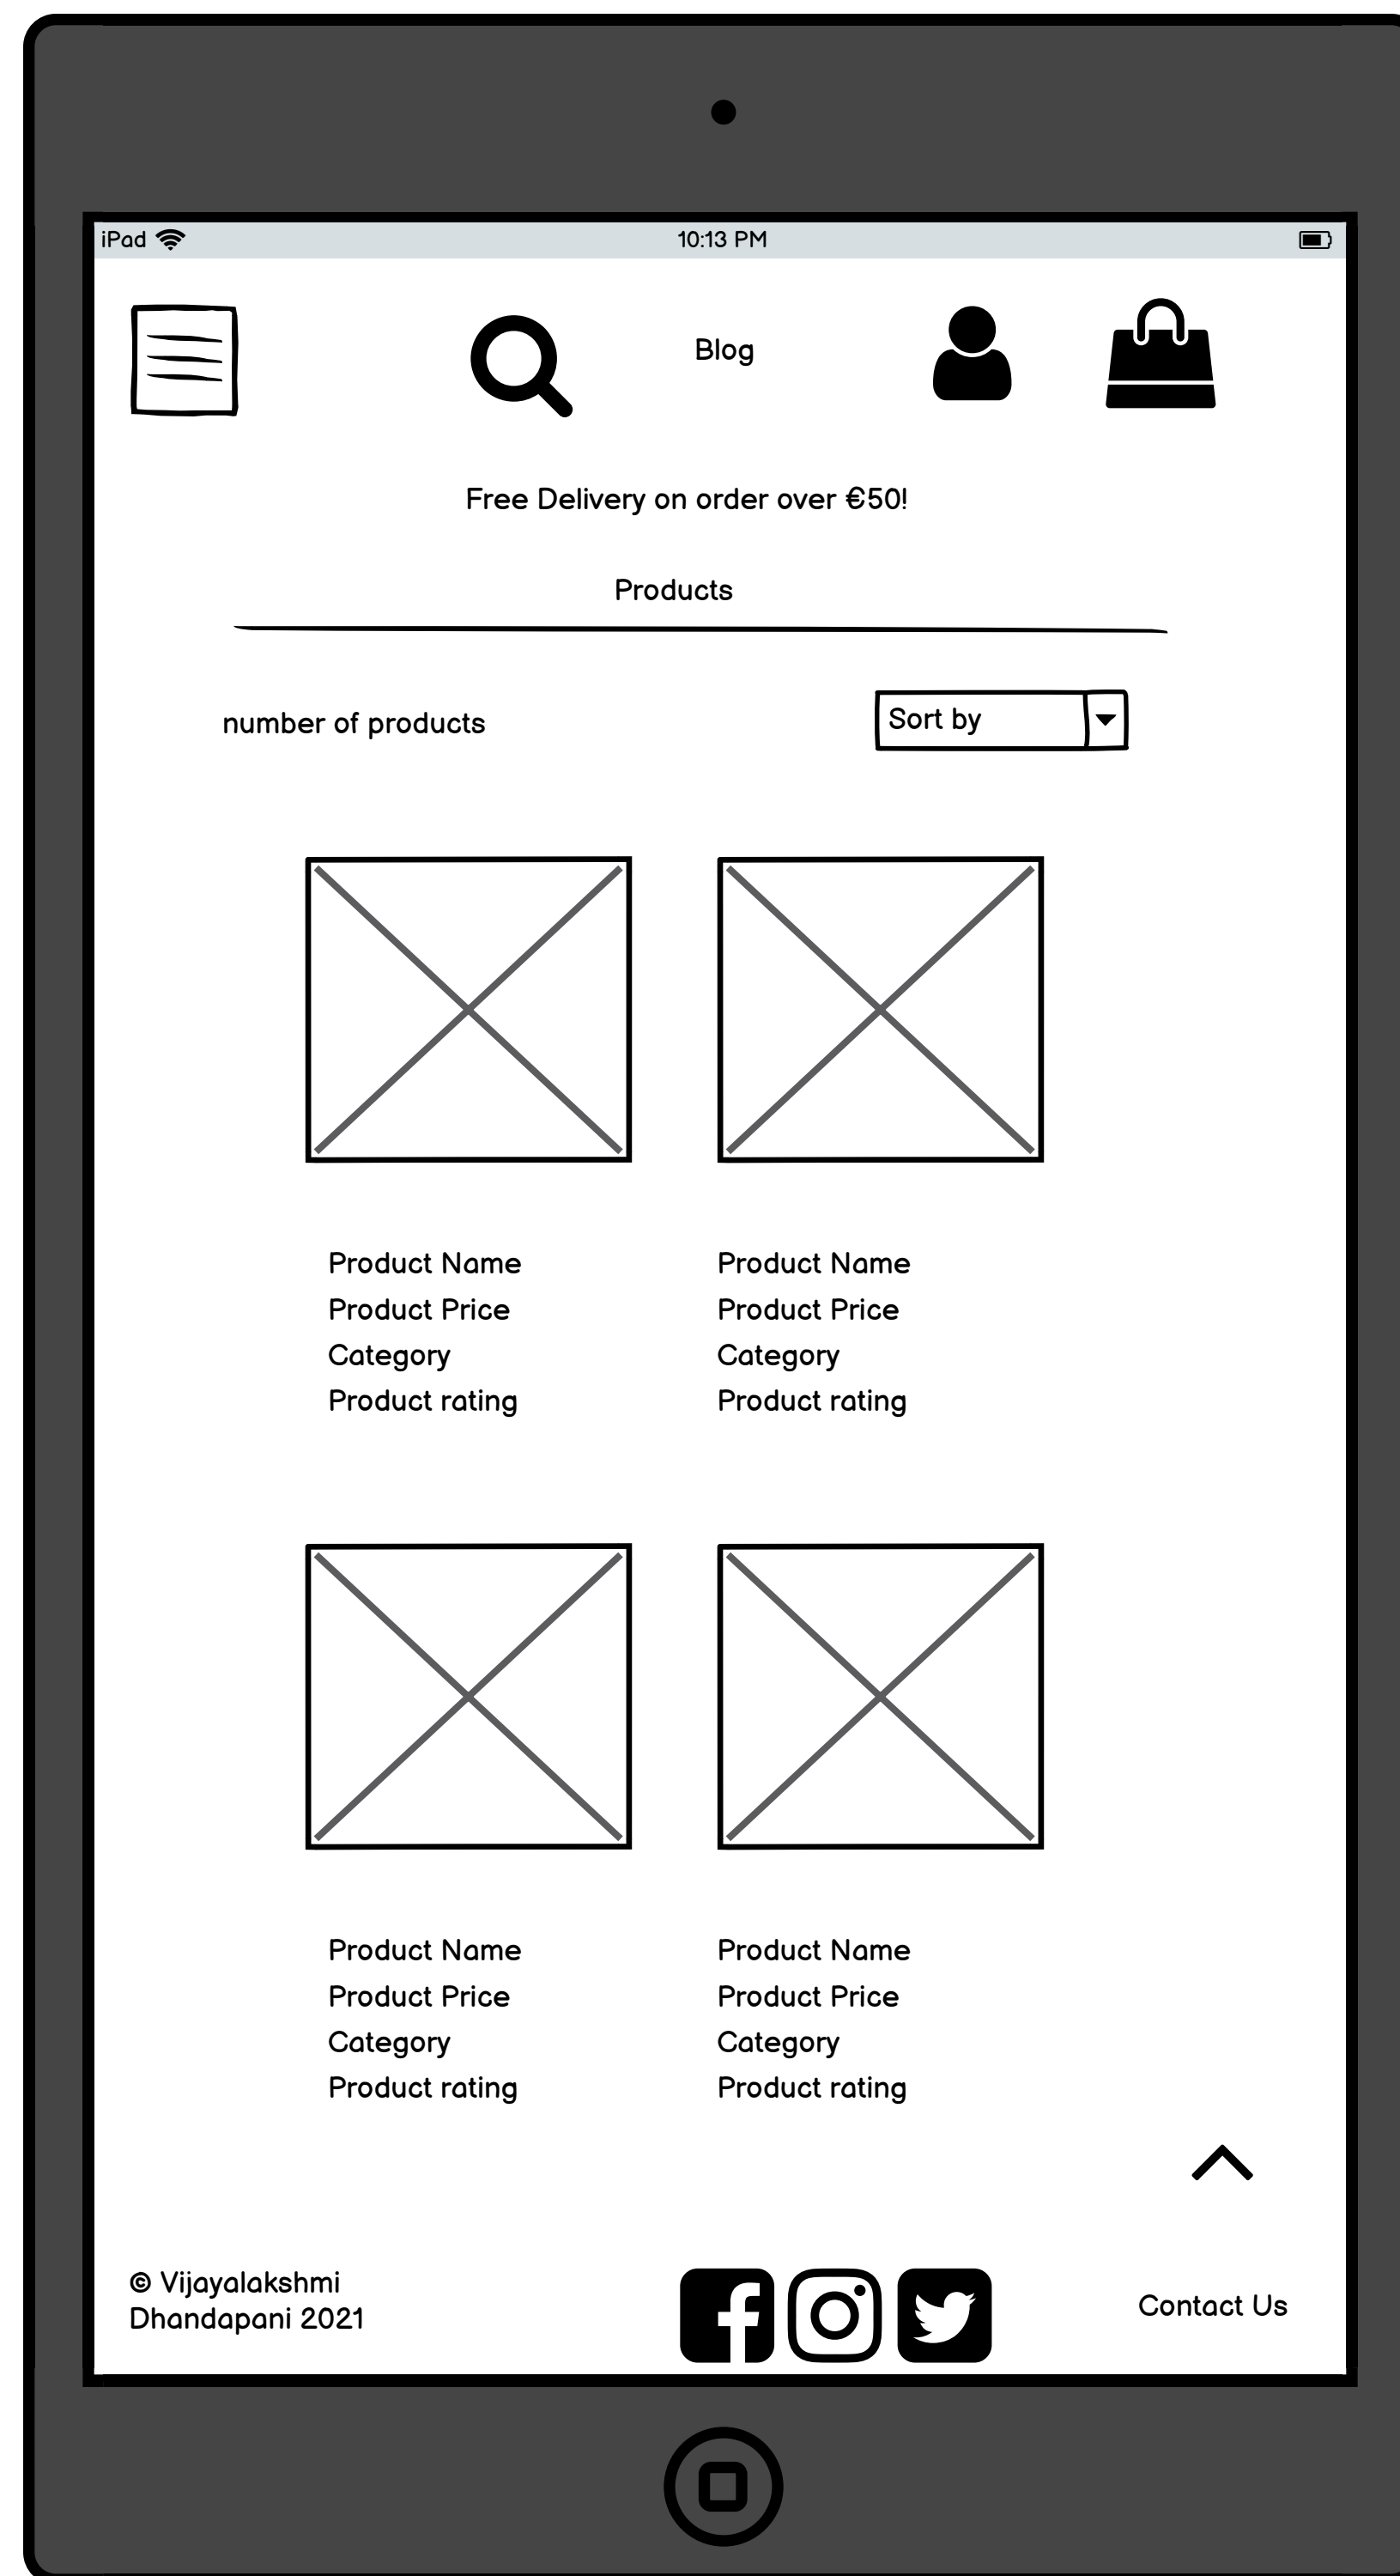 iPad 10:13 PM
Blog
Free Delivery on order over €50!
Products
number of products Sort by
Product Name Product Name
Product Price Product Price
Category Category
Product rating Product rating
Product Name Product Name
Product Price Product Price
Category Category
Product rating Product rating
© Vijayalakshmi
Dhandapani 2021
Contact Us